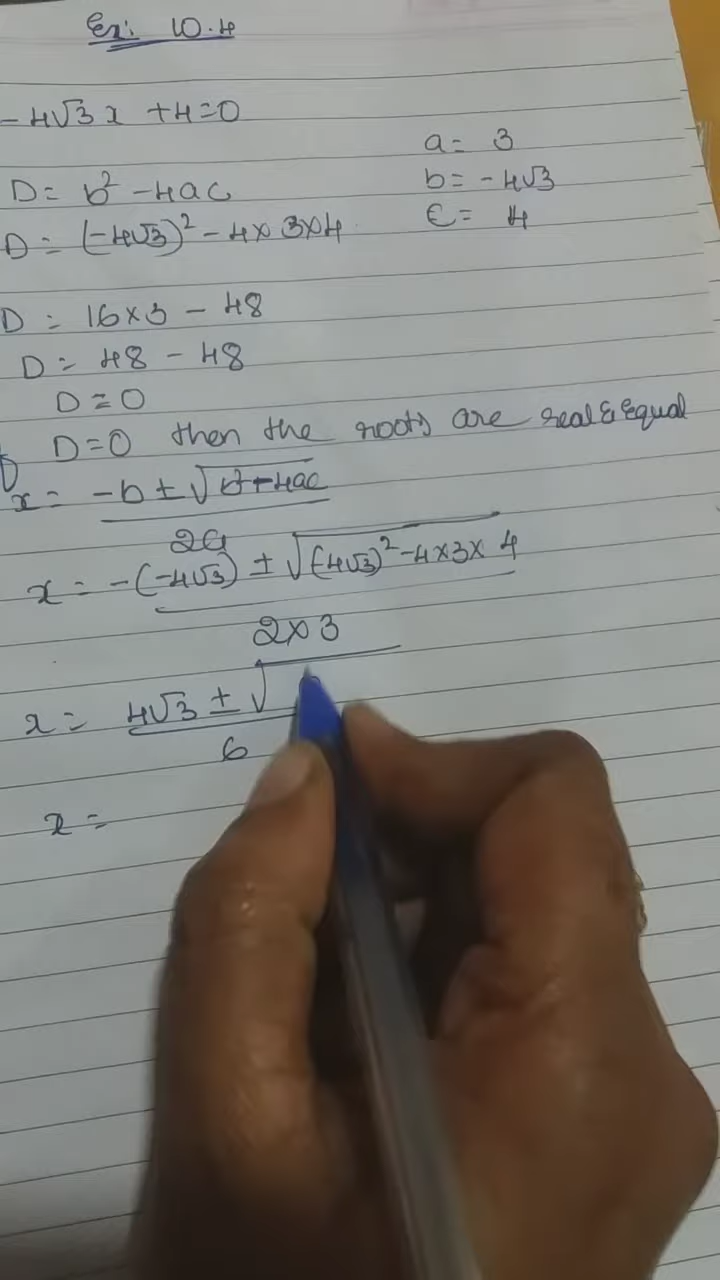 Ex: 10.4
- 4√3x + 4 = 0
a = 3
D = b² - 4ac
b = -4√3
D = (-4√3)² - 4 × 3 × 4
c = 4
D = 16 × 3 - 48
D = 48 - 48
D = 0
D = 0 then the roots are real & Equal
x = -b ± √b² - 4ac
2a
x = -(-4√3) ± √(4√3)² - 4 × 3 × 4
2 × 3
x = 4√3 ± √
6
x =